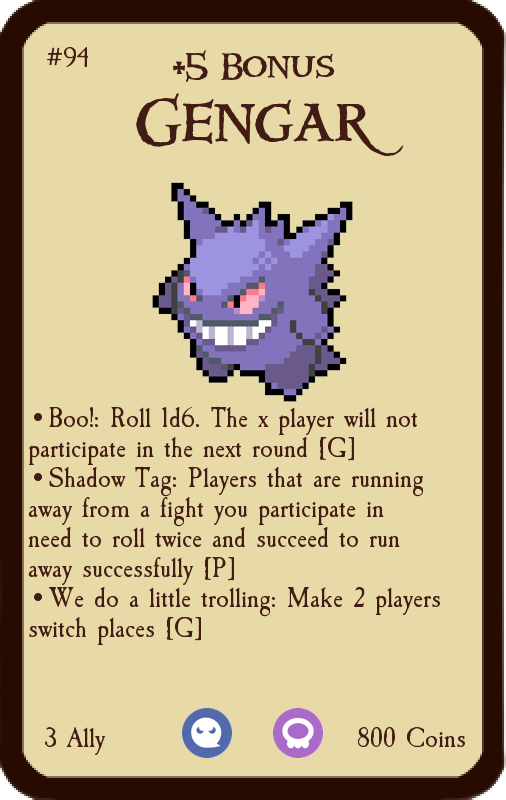 #94
+5 Bonus
Gengar
•Boo!: Roll 1d6. The x player will not
participate in the next round [G]
•Shadow Tag: Players that are running
away from a fight you participate in
need to roll twice and succeed to run
away successfully [P]
•We do a little trolling: Make 2 players
switch places [G]
3 Ally
800 Coins